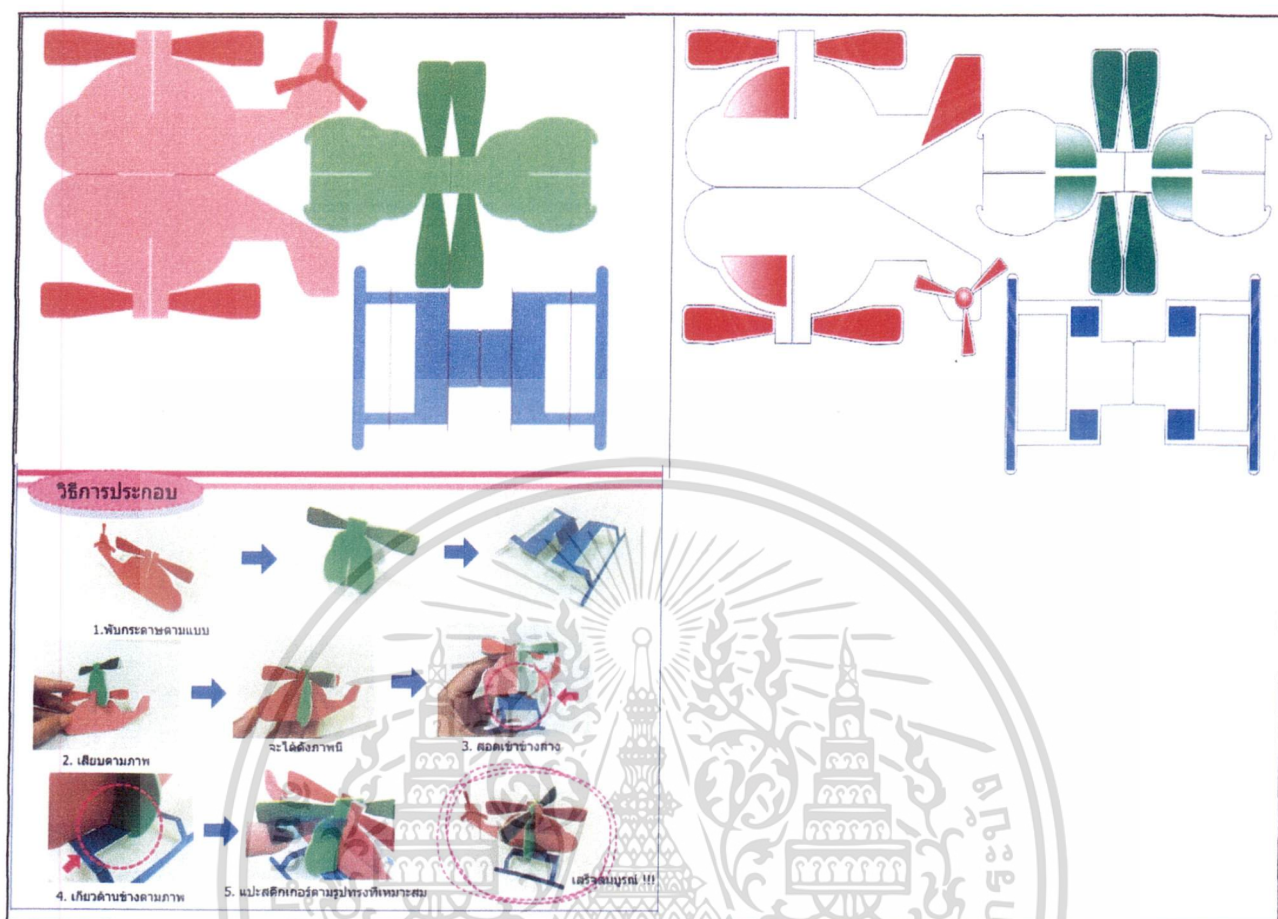 วิธีการประกอบ
1.พับกระดาษตามแบบ
2. เสียบตามภาพ
จะได้ดังภาพนี้
3. สอดเข้าข้างล่าง
4. เกี่ยวด้านข้างตามภาพ
5. แปะสติกเกอร์ตามรูปทรงที่เหมาะสม
เสร็จสมบูรณ์ !!!